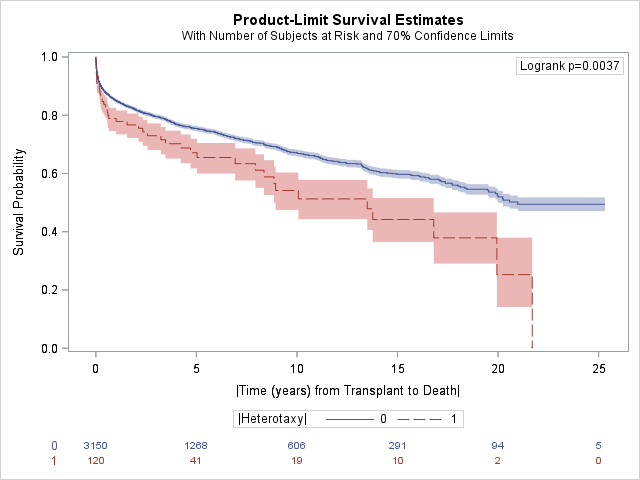 Product-Limit Survival Estimates
With Number of Subjects at Risk and 70% Confidence Limits
Logrank p=0.0037
1.0
0.8
0.6
0.4
0.2
0.0
Survival Probability
0 5 10 15 20 25
|Time (years) from Transplant to Death|
|Heterotaxy| 0 1
0 3150 1268 606 291 94 5
1 120 41 19 10 2 0